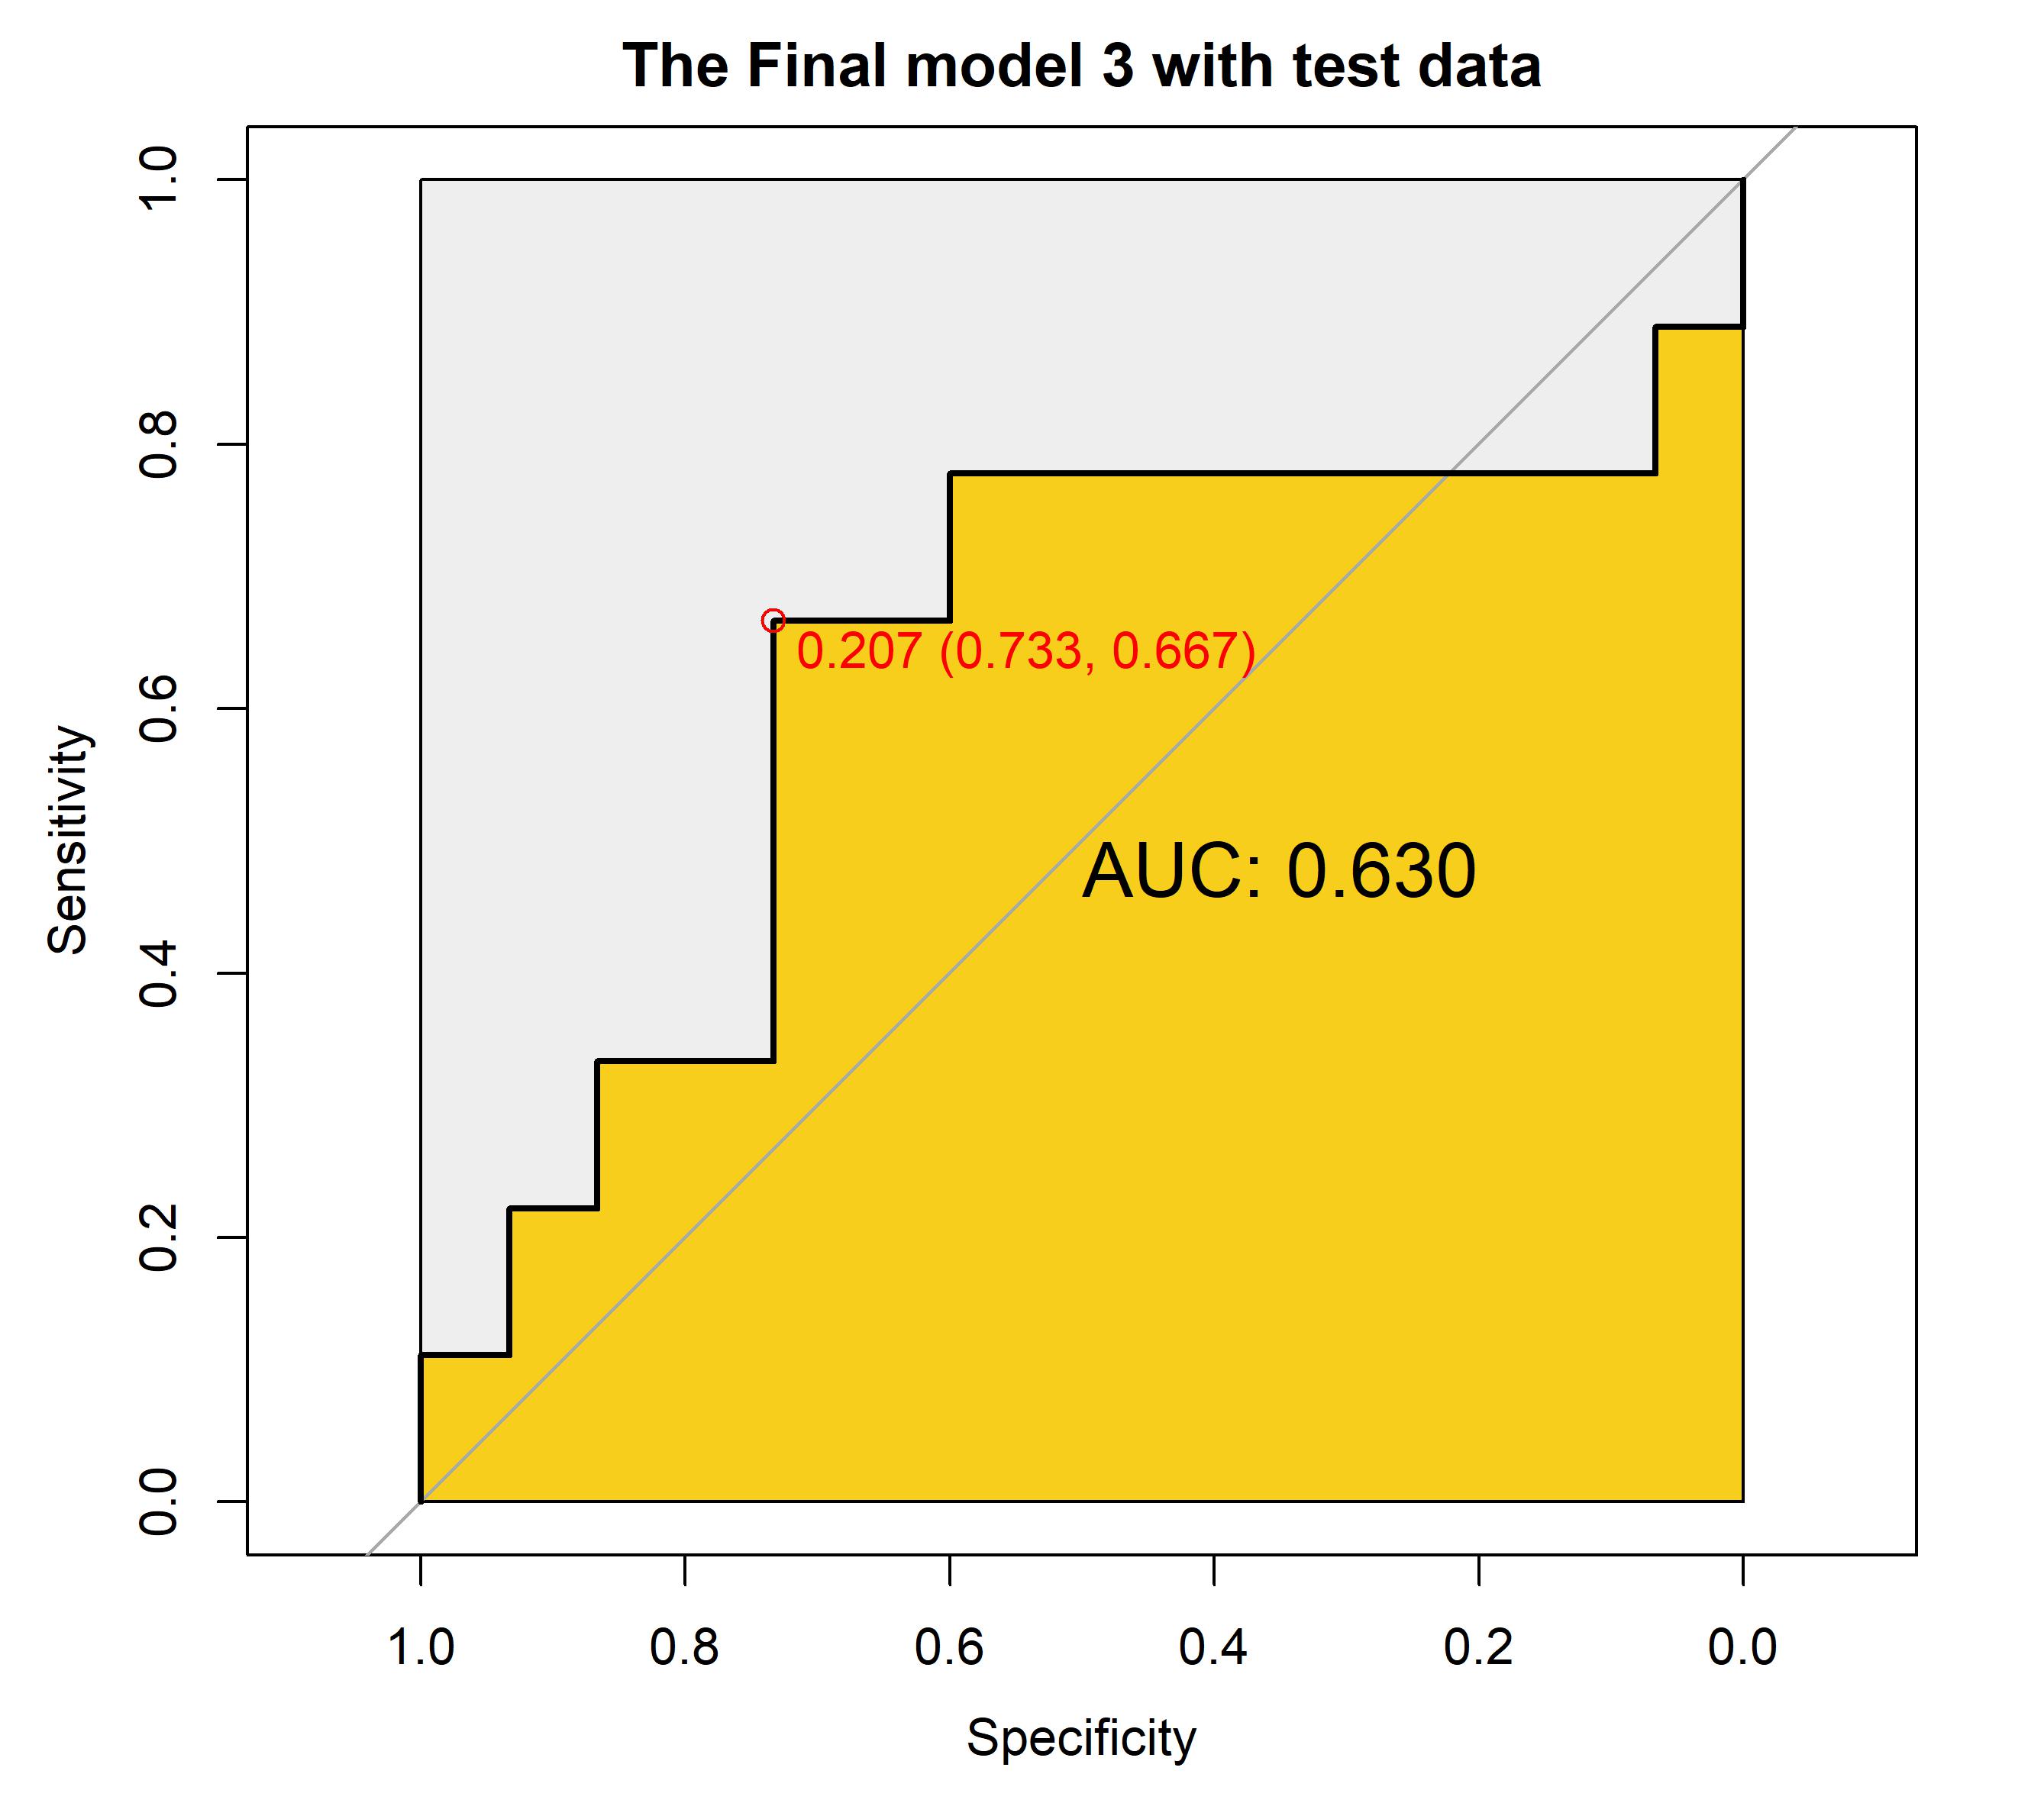 The Final model 3 with test data
Sensitivity
1.0
0.8
0.6
0.4
0.2
0.0
0.207 (0.733, 0.667)
AUC: 0.630
1.0 0.8 0.6 0.4 0.2 0.0
Specificity